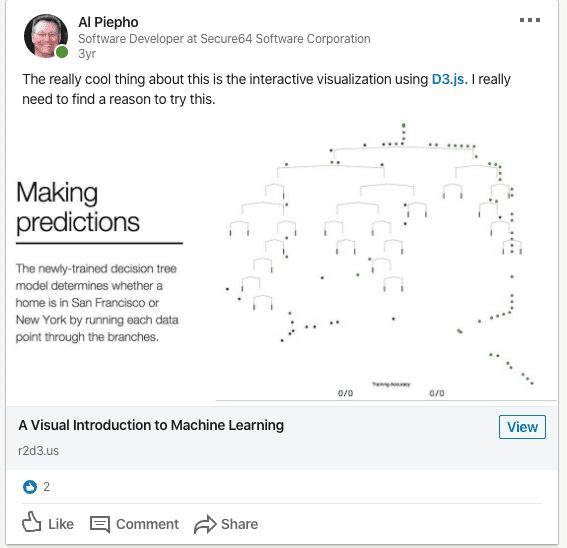 Al Piepho
Software Developer at Secure64 Software Corporation
3yr
The really cool thing about this is the interactive visualization using D3.js. I really
need to find a reason to try this.
Making
predictions
The newly-trained decision tree
model determines whether a
home is in San Francisco or
New York by running each data
point through the branches.
Training Accuracy
0/0 0/0
A Visual Introduction to Machine Learning
View
r2d3.us
2
Like Comment Share